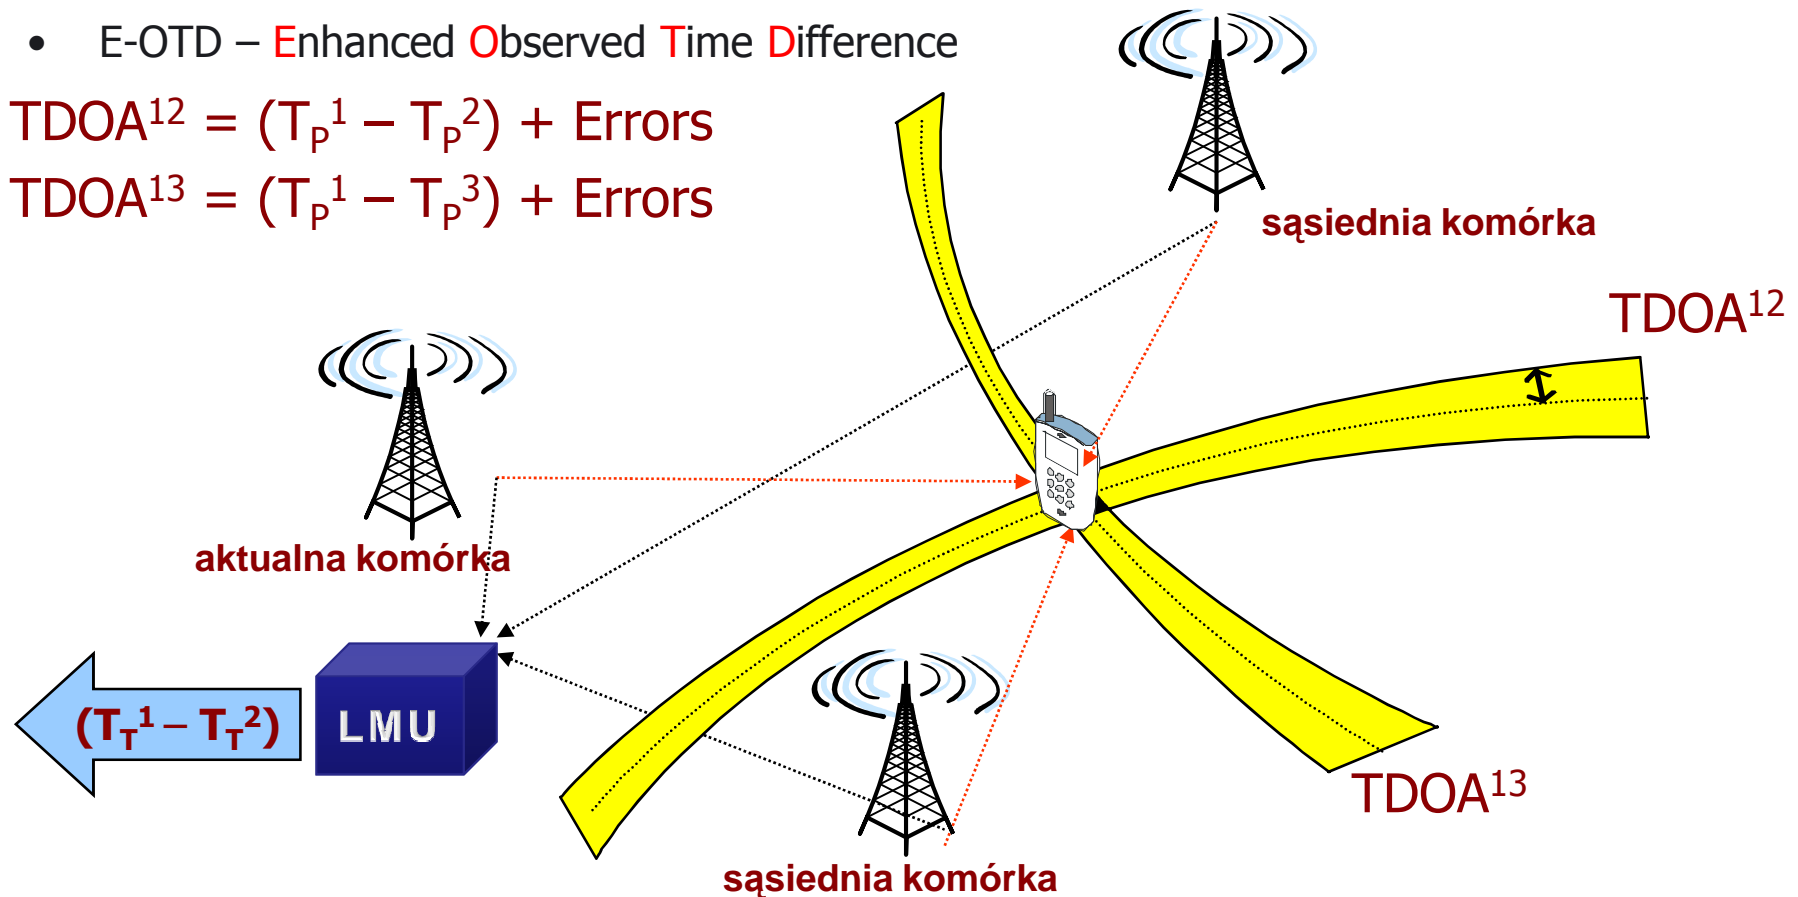 • E-OTD – Enhanced Observed Time Difference
TDOA¹² = (T_P¹ – T_P²) + Errors
TDOA¹³ = (T_P¹ – T_P³) + Errors
sąsiednia komórka
TDOA¹²
aktualna komórka
(T_T¹ – T_T²)
LMU
TDOA¹³
sąsiednia komórka